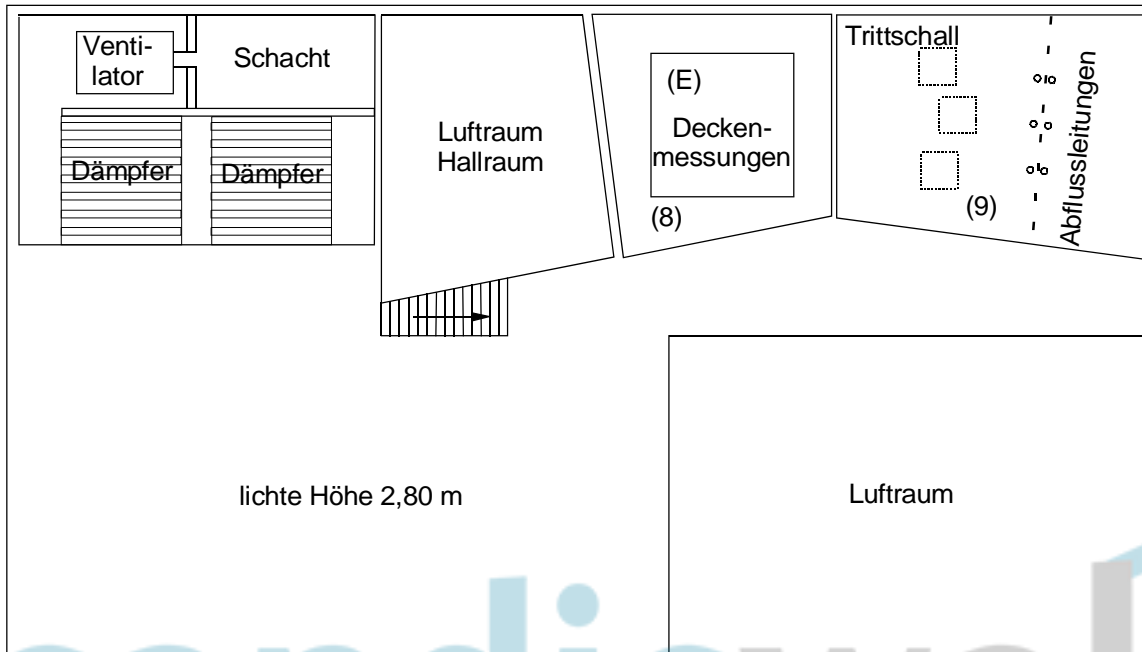 Venti-
lator
Schacht
Dämpfer
Dämpfer
Luftraum
Hallraum
(E)
Decken-
messungen
(8)
Trittschall
(9)
Abflussleitungen
lichte Höhe 2,80 m
Luftraum